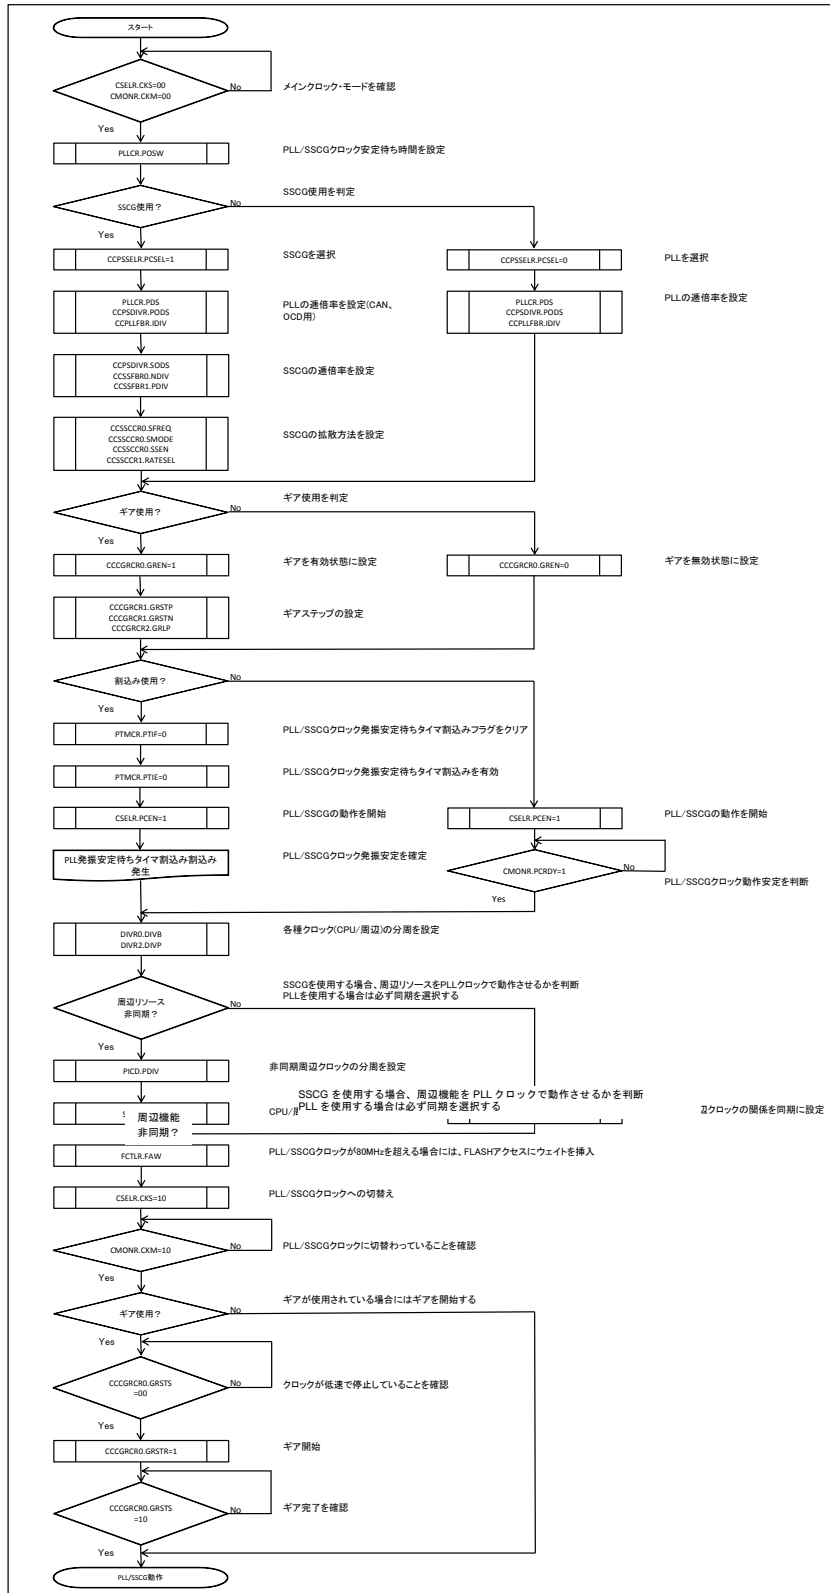 スタート
CSELR.CKS=00
CMONR.CKM=00
No
メインクロック・モードを確認
Yes
PLLCR.POSW
PLL/SSCGクロック安定待ち時間を設定
SSCG使用？
No
SSCG使用を判定
Yes
CCPSSELR.PCSEL=1
SSCGを選択
CCPSSELR.PCSEL=0
PLLを選択
PLLCR.PDS
CCPSDIVR.PODS
CCPLLFBR.IDIV
PLLの逓倍率を設定(CAN、
OCD用)
PLLCR.PDS
CCPSDIVR.PODS
CCPLLFBR.IDIV
PLLの逓倍率を設定
CCPSDIVR.SODS
CCSSFBR0.NDIV
CCSSFBR1.PDIV
SSCGの逓倍率を設定
CCSSCCR0.SFREQ
CCSSCCR0.SMODE
CCSSCCR0.SSEN
CCSSCCR1.RATESEL
SSCGの拡散方法を設定
ギア使用？
No
ギア使用を判定
Yes
CCCGRCR0.GREN=1
ギアを有効状態に設定
CCCGRCR0.GREN=0
ギアを無効状態に設定
CCCGRCR1.GRSTP
CCCGRCR1.GRSTN
CCCGRCR2.GRLP
ギアステップの設定
割込み使用？
No
Yes
PTMCR.PTIF=0
PLL/SSCGクロック発振安定待ちタイマ割込みフラグをクリア
PTMCR.PTIE=0
PLL/SSCGクロック発振安定待ちタイマ割込みを有効
CSELR.PCEN=1
PLL/SSCGの動作を開始
CSELR.PCEN=1
PLL/SSCGの動作を開始
PLL発振安定待ちタイマ割込み割込み
発生
PLL/SSCGクロック発振安定を確定
CMONR.PCRDY=1
No
PLL/SSCGクロック動作安定を判断
Yes
DIVR0.DIVB
DIVR2.DIVP
各種クロック(CPU/周辺)の分周を設定
周辺リソース
非同期？
No
SSCGを使用する場合、周辺リソースをPLLクロックで動作させるかを判断
PLLを使用する場合は必ず同期を選択する
Yes
PICD.PDIV
非同期周辺クロックの分周を設定
SSCG を使用する場合、周辺機能を PLL クロックで動作させるかを判断
PLL を使用する場合は必ず同期を選択する
S
周辺機能
非同期？
CPU/
辺クロックの関係を同期に設定
FCTLR.FAW
PLL/SSCGクロックが80MHzを超える場合には、FLASHアクセスにウェイトを挿入
CSELR.CKS=10
PLL/SSCGクロックへの切替え
CMONR.CKM=10
No
PLL/SSCGクロックに切替わっていることを確認
Yes
ギア使用？
No
ギアが使用されている場合にはギアを開始する
Yes
CCCGRCR0.GRSTS
=00
No
クロックが低速で停止していることを確認
Yes
CCCGRCR0.GRSTR=1
ギア開始
CCCGRCR0.GRSTS
=10
No
ギア完了を確認
Yes
PLL/SSCG動作